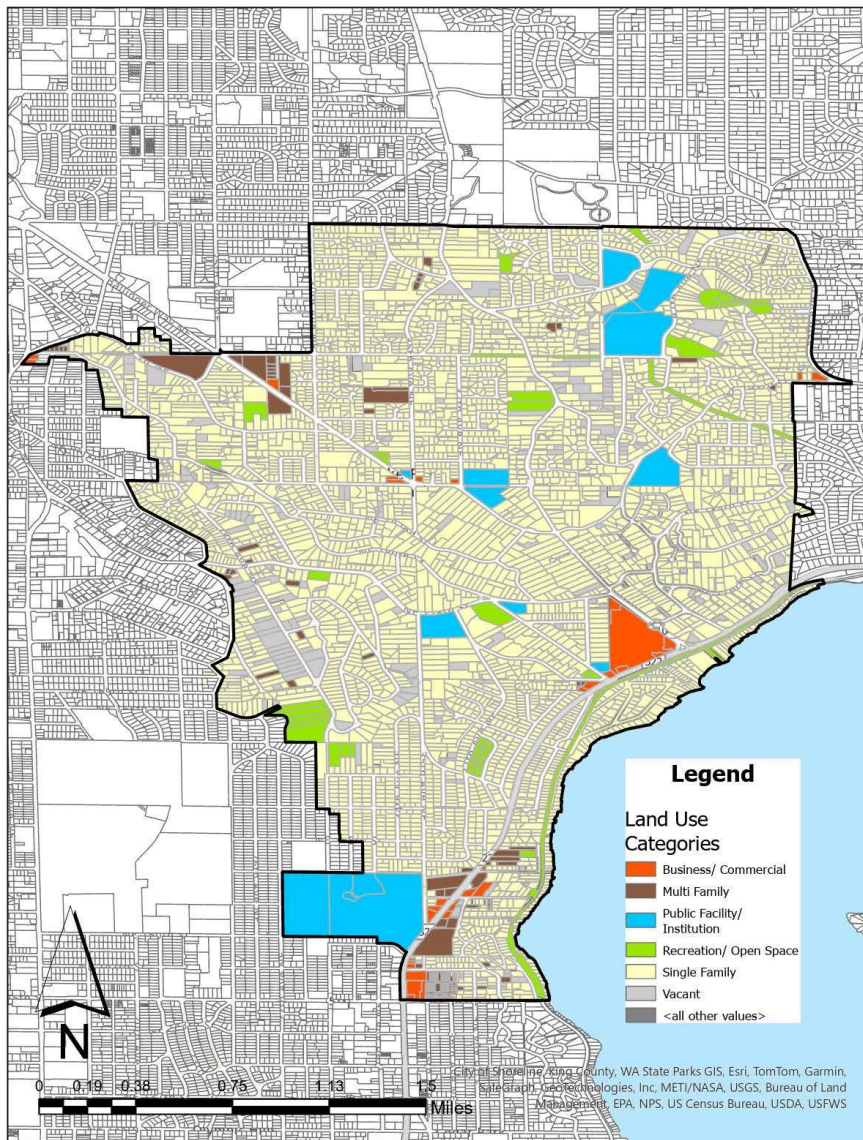 Legend
Land Use
Categories
Business/ Commercial
Multi Family
Public Facility/
Institution
Recreation/ Open Space
Single Family
Vacant
<all other values>
N
0 0.19 0.38 0.75 1.13 1.5
Miles
City of Shoreline, King County, WA State Parks GIS, Esri, TomTom, Garmin,
SafeGraph, GeoTechnologies, Inc, METI/NASA, USGS, Bureau of Land
Management, EPA, NPS, US Census Bureau, USDA, USFWS